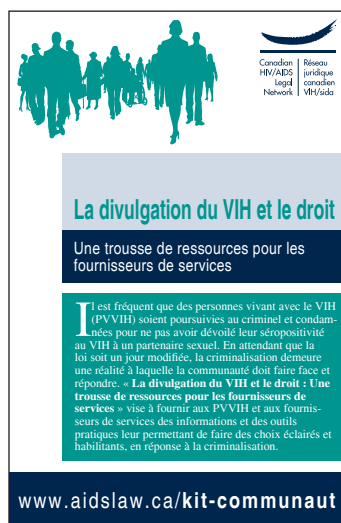 Canadian | Réseau
HIV/AIDS | juridique
Legal | canadien
Network | VIH/sida
La divulgation du VIH et le droit
Une trousse de ressources pour les
fournisseurs de services
Il est fréquent que des personnes vivant avec le VIH
(PVVIH) soient poursuivies au criminel et condam-
nées pour ne pas avoir dévoilé leur séropositivité
au VIH à un partenaire sexuel. En attendant que la
loi soit un jour modifiée, la criminalisation demeure
une réalité à laquelle la communauté doit faire face et
répondre. « La divulgation du VIH et le droit : Une
trousse de ressources pour les fournisseurs de
services » vise à fournir aux PVVIH et aux fournis-
seurs de services des informations et des outils
pratiques leur permettant de faire des choix éclairés et
habilitants, en réponse à la criminalisation.
www.aidslaw.ca/kit-communaut